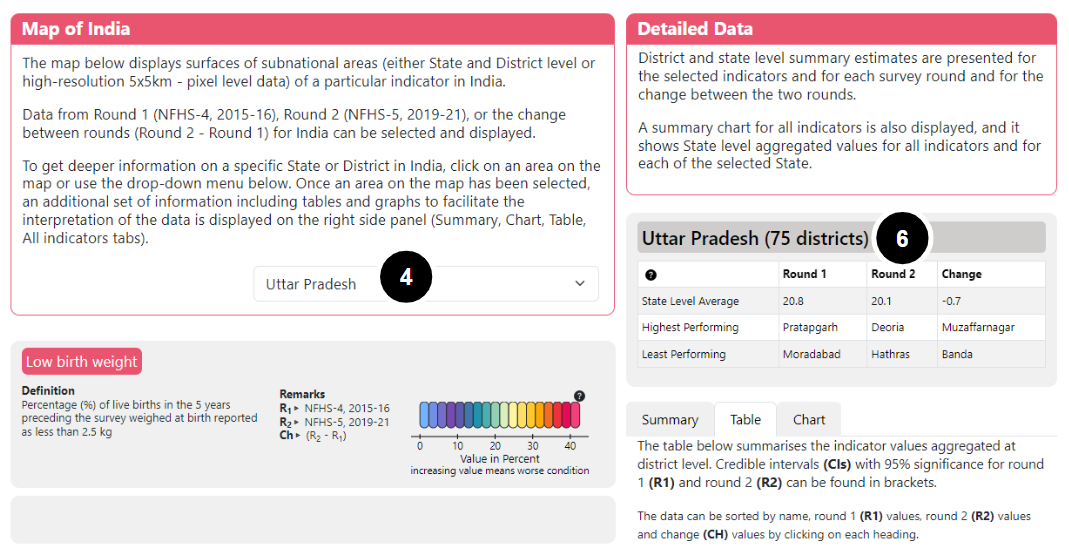 Map of India
The map below displays surfaces of subnational areas (either State and District level or
high-resolution 5x5km - pixel level data) of a particular indicator in India.
Data from Round 1 (NFHS-4, 2015-16), Round 2 (NFHS-5, 2019-21), or the change
between rounds (Round 2 - Round 1) for India can be selected and displayed.
To get deeper information on a specific State or District in India, click on an area on the
map or use the drop-down menu below. Once an area on the map has been selected,
an additional set of information including tables and graphs to facilitate the
interpretation of the data is displayed on the right side panel (Summary, Chart, Table,
All indicators tabs).
Uttar Pradesh
4
Low birth weight
Definition
Percentage (%) of live births in the 5 years
preceding the survey weighed at birth reported
as less than 2.5 kg
Remarks
R1 ▸ NFHS-4, 2015-16
R2 ▸ NFHS-5, 2019-21
Ch ▸ (R2 - R1)
?
0 10 20 30 40
Value in Percent
increasing value means worse condition
Detailed Data
District and state level summary estimates are presented for
the selected indicators and for each survey round and for the
change between the two rounds.
A summary chart for all indicators is also displayed, and it
shows State level aggregated values for all indicators and for
each of the selected State.
Uttar Pradesh (75 districts) 6
? Round 1 Round 2 Change
State Level Average 20.8 20.1 -0.7
Highest Performing Pratapgarh Deoria Muzaffarnagar
Least Performing Moradabad Hathras Banda
Summary Table Chart
The table below summarises the indicator values aggregated at
district level. Credible intervals (CIs) with 95% significance for round
1 (R1) and round 2 (R2) can be found in brackets.
The data can be sorted by name, round 1 (R1) values, round 2 (R2) values
and change (CH) values by clicking on each heading.